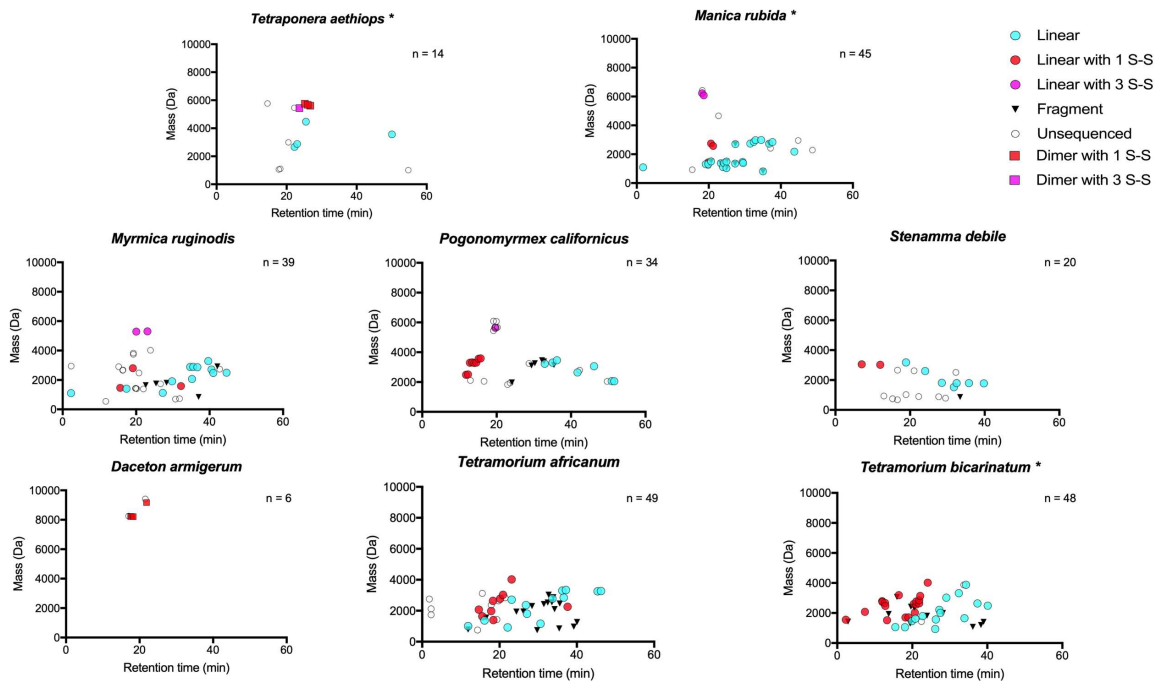 Tetraponera aethiops *
n = 14
Mass (Da)
10000
8000
6000
4000
2000
0
0 20 40 60
Retention time (min)
Manica rubida *
n = 45
Mass (Da)
10000
8000
6000
4000
2000
0
0 20 40 60
Retention time (min)
Linear
Linear with 1 S-S
Linear with 3 S-S
Fragment
Unsequenced
Dimer with 1 S-S
Dimer with 3 S-S
Myrmica ruginodis
n = 39
Mass (Da)
10000
8000
6000
4000
2000
0
0 20 40 60
Retention time (min)
Pogonomyrmex californicus
n = 34
Mass (Da)
10000
8000
6000
4000
2000
0
0 20 40 60
Retention time (min)
Stenamma debile
n = 20
Mass (Da)
10000
8000
6000
4000
2000
0
0 20 40 60
Retention time (min)
Daceton armigerum
n = 6
Mass (Da)
10000
8000
6000
4000
2000
0
0 20 40 60
Retention time (min)
Tetramorium africanum
n = 49
Mass (Da)
10000
8000
6000
4000
2000
0
0 20 40 60
Retention time (min)
Tetramorium bicarinatum *
n = 48
Mass (Da)
10000
8000
6000
4000
2000
0
0 20 40 60
Retention time (min)